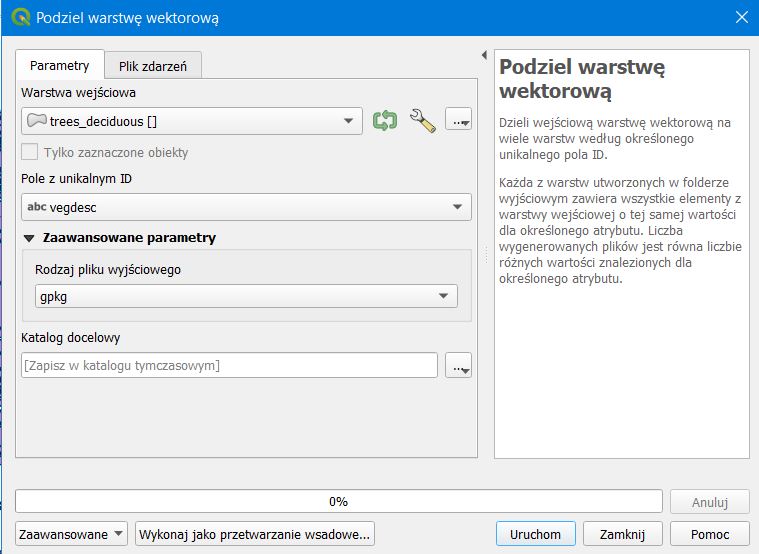 Podziel warstwę wektorową
Parametry
Plik zdarzeń
Warstwa wejściowa
trees_deciduous []
...
Tylko zaznaczone obiekty
Pole z unikalnym ID
abc vegdesc
Zaawansowane parametry
Rodzaj pliku wyjściowego
gpkg
Katalog docelowy
[Zapisz w katalogu tymczasowym]
...
Podziel warstwę
wektorową
Dzieli wejściową warstwę wektorową na
wiele warstw według określonego
unikalnego pola ID.
Każda z warstw utworzonych w folderze
wyjściowym zawiera wszystkie elementy z
warstwy wejściowej o tej samej wartości
dla określonego atrybutu. Liczba
wygenerowanych plików jest równa liczbie
różnych wartości znalezionych dla
określonego atrybutu.
0%
Anuluj
Zaawansowane
Wykonaj jako przetwarzanie wsadowe...
Uruchom
Zamknij
Pomoc